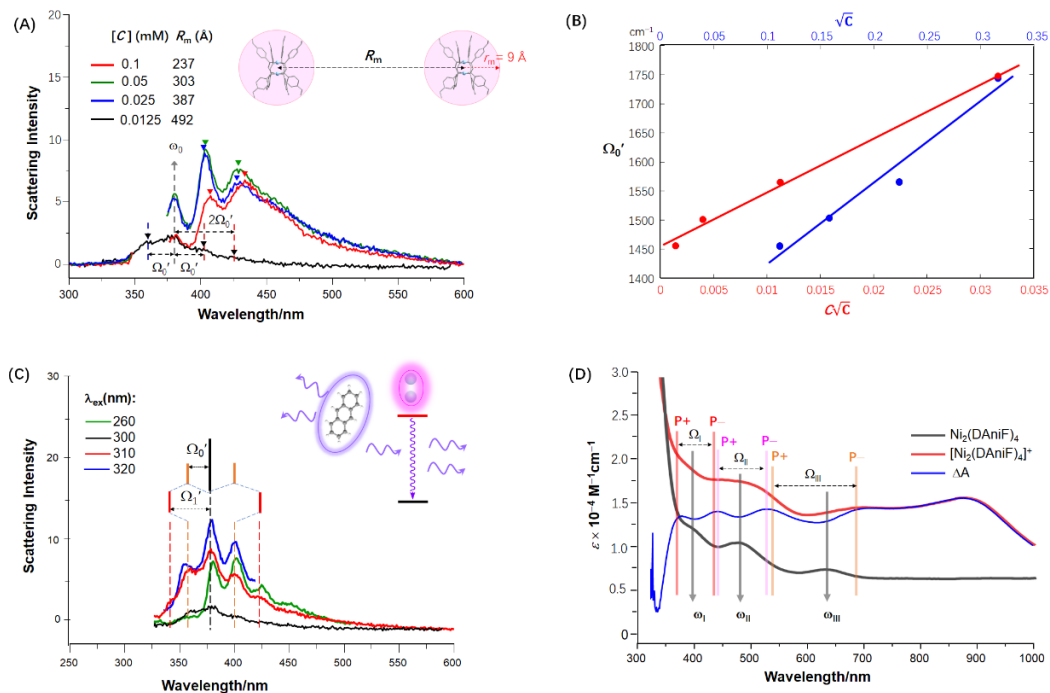 (A)
20
15
10
5
0
Scattering Intensity
[C] (mM) Rm (Å)
0.1 237
0.05 303
0.025 387
0.0125 492
Rm
rm= 9 Å
ω0
2Ω0′
Ω0′ Ω0′
300 350 400 450 500 550 600
Wavelength/nm
(B)
√C
0 0.05 0.1 0.15 0.2 0.25 0.3 0.35
cm⁻¹
1800
1750
1700
1650
1600
1550
1500
1450
1400
Ω0′
0 0.005 0.01 0.015 0.02 0.025 0.03 0.035
C√C
(C)
30
20
10
0
Scattering Intensity
λex(nm):
260
300
310
320
Ω0′
Ω1′
250 300 350 400 450 500 550 600
Wavelength/nm
(D)
3.0
2.5
2.0
1.5
1.0
0.5
0
ε × 10⁻⁴ M⁻¹cm⁻¹
P+ P− P+ P− P+ P−
ΩI ΩII ΩIII
Ni2(DAniF)4
[Ni2(DAniF)4]⁺
ΔA
ωI ωII ωIII
300 400 500 600 700 800 900 1000
Wavelength/nm